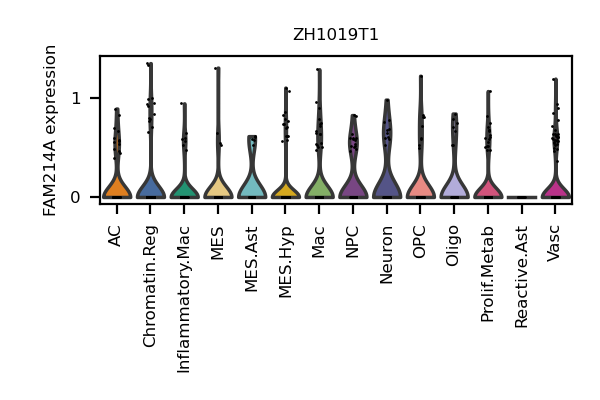 ZH1019T1
FAM214A expression
1
0
AC
Chromatin.Reg
Inflammatory.Mac
MES
MES.Ast
MES.Hyp
Mac
NPC
Neuron
OPC
Oligo
Prolif.Metab
Reactive.Ast
Vasc